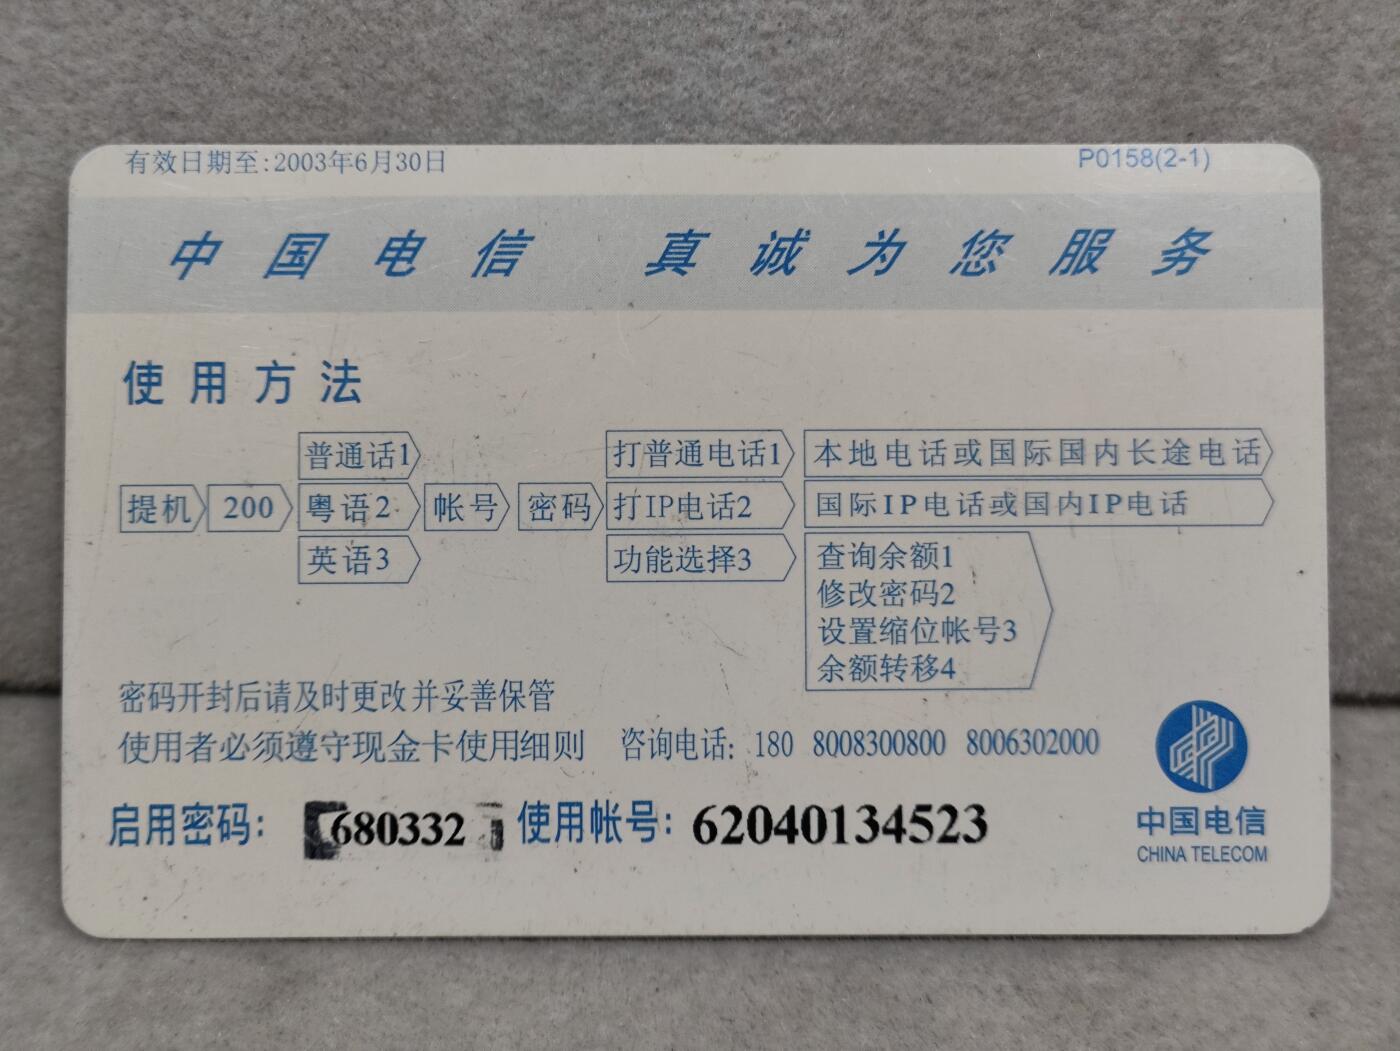 有效日期至:2003年6月30日 P0158(2-1)
中国电信 真诚为您服务
使用方法
普通话1 打普通电话1 本地电话或国际国内长途电话
提机 200 粤语2 帐号 密码 打IP电话2 国际IP电话或国内IP电话
英语3 功能选择3 查询余额1
修改密码2
设置缩位帐号3
余额转移4
密码开封后请及时更改并妥善保管
使用者必须遵守现金卡使用细则 咨询电话: 180 8008300800 8006302000
启用密码: 680332 使用帐号: 62040134523
中国电信
CHINA TELECOM